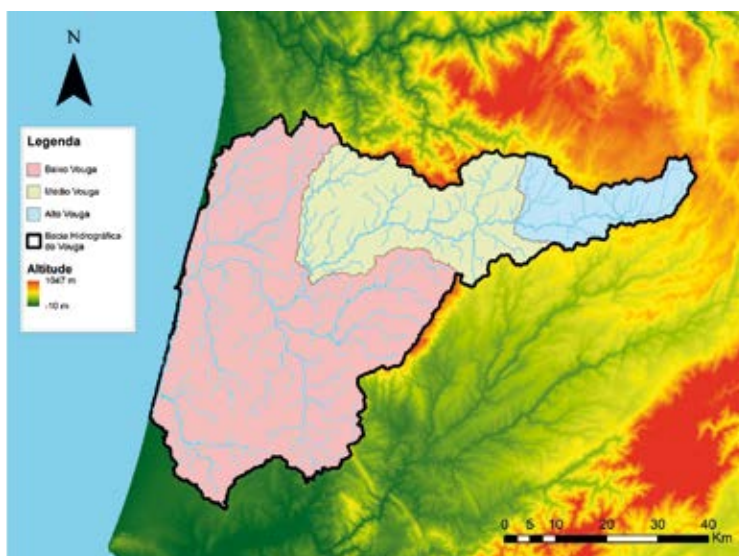 N
Legenda
Baixo Vouga
Médio Vouga
Alto Vouga
Bacia Hidrográfica
do Vouga
Altitude
1047 m
-10 m
0 5 10 20 30 40
Km